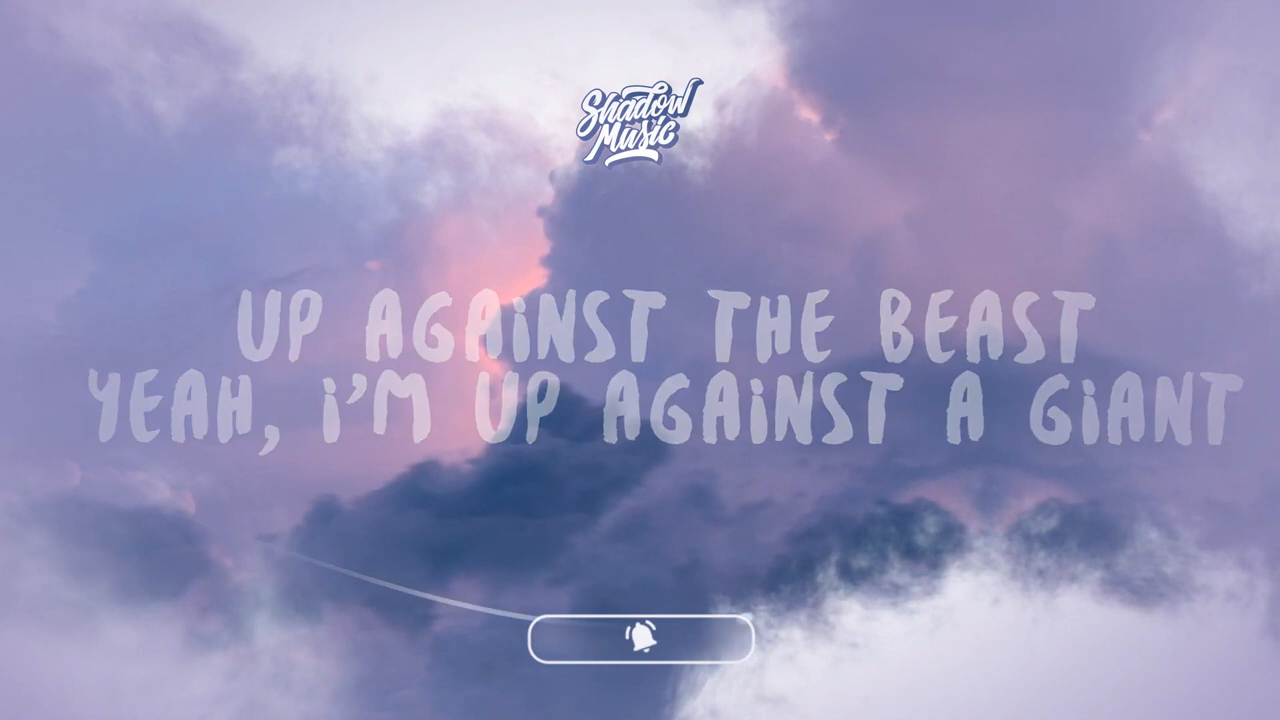 Shadow
Music
UP AGAiNST THE BEAST
YEAH, i'M UP AGAiNST A GiANT